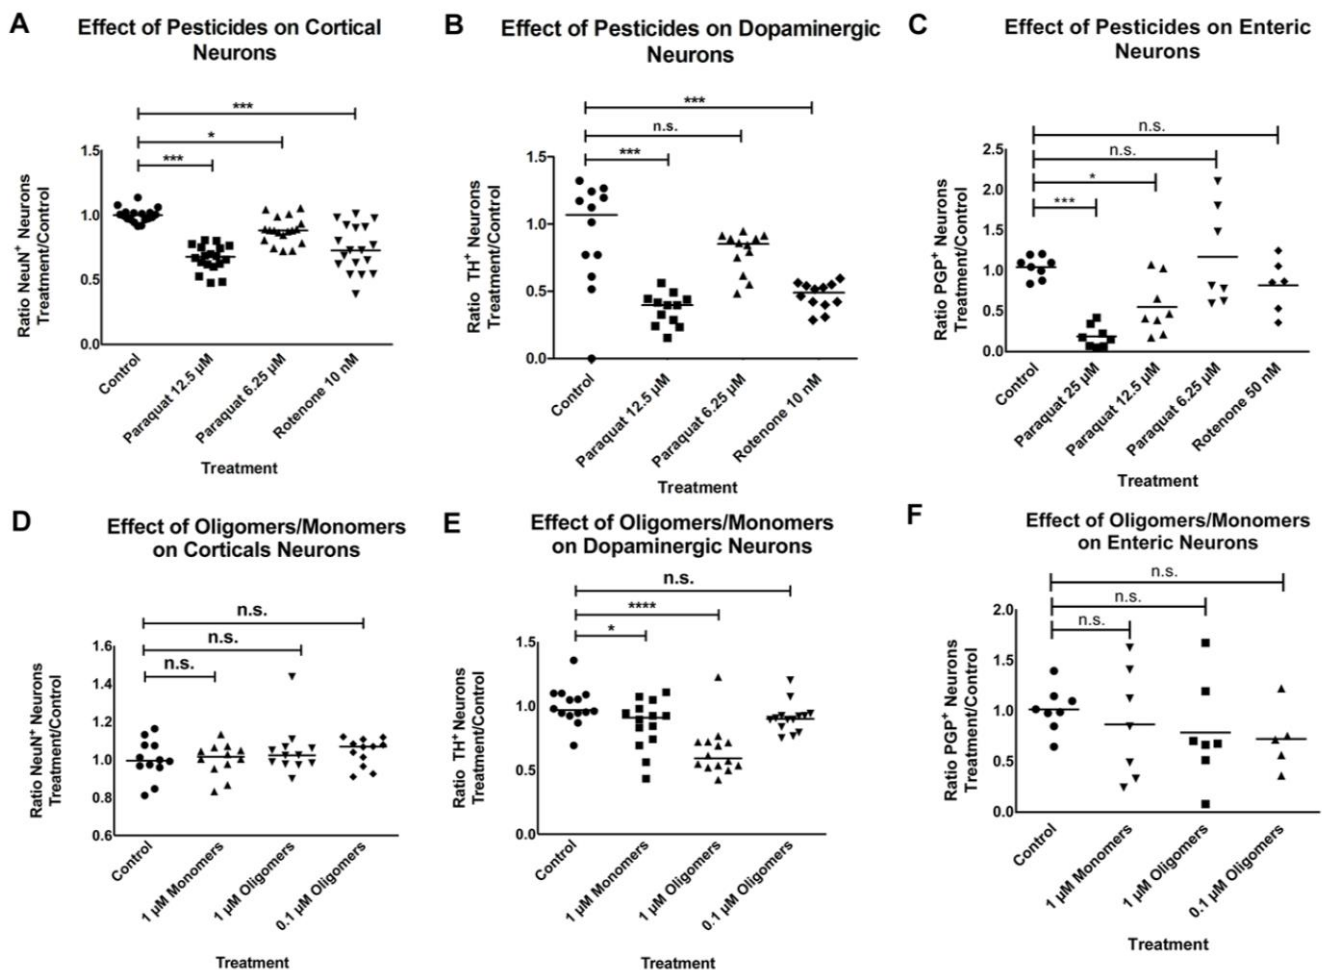 A
Effect of Pesticides on Cortical
Neurons
***
*
***
1.5
1.0
0.5
0.0
Ratio NeuN+ Neurons
Treatment/Control
Control
Paraquat 12.5 µM
Paraquat 6.25 µM
Rotenone 10 nM
Treatment
B
Effect of Pesticides on Dopaminergic
Neurons
***
n.s.
***
1.5
1.0
0.5
0.0
Ratio TH+ Neurons
Treatment/Control
Control
Paraquat 12.5 µM
Paraquat 6.25 µM
Rotenone 10 nM
Treatment
C
Effect of Pesticides on Enteric
Neurons
n.s.
n.s.
*
***
2.5
2.0
1.5
1.0
0.5
0.0
Ratio PGP+ Neurons
Treatment/Control
Control
Paraquat 25 µM
Paraquat 12.5 µM
Paraquat 6.25 µM
Rotenone 50 nM
Treatment
D
Effect of Oligomers/Monomers
on Corticals Neurons
n.s.
n.s.
n.s.
1.6
1.4
1.2
1.0
0.8
0.6
Ratio NeuN+ Neurons
Treatment/Control
Control
1 µM Monomers
1 µM Oligomers
0.1 µM Oligomers
Treatment
E
Effect of Oligomers/Monomers
on Dopaminergic Neurons
n.s.
****
*
1.5
1.0
0.5
0.0
Ratio TH+ Neurons
Treatment/Control
Control
1 µM Monomers
1 µM Oligomers
0.1 µM Oligomers
Treatment
F
Effect of Oligomers/Monomers
on Enteric Neurons
n.s.
n.s.
n.s.
2.0
1.5
1.0
0.5
0.0
Ratio PGP+ Neurons
Treatment/Control
Control
1 µM Monomers
1 µM Oligomers
0.1 µM Oligomers
Treatment